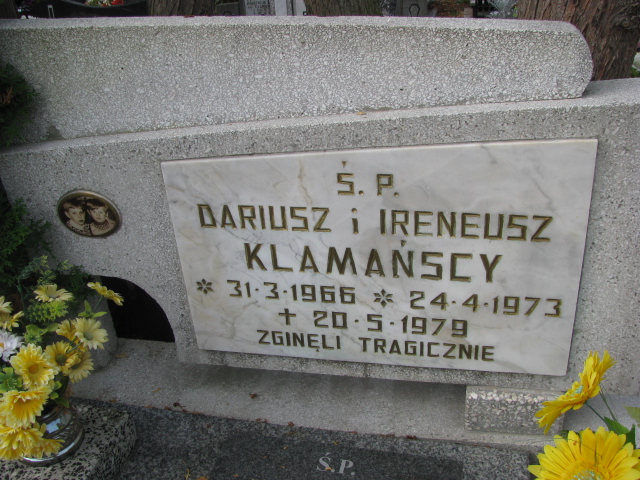 Ś. P.
DARIUSZ i IRENEUSZ
KLAMAŃSCY
* 31·3·1966 * 24·4·1973
+ 20·5·1979
ZGINĘLI TRAGICZNIE
Ś.P.